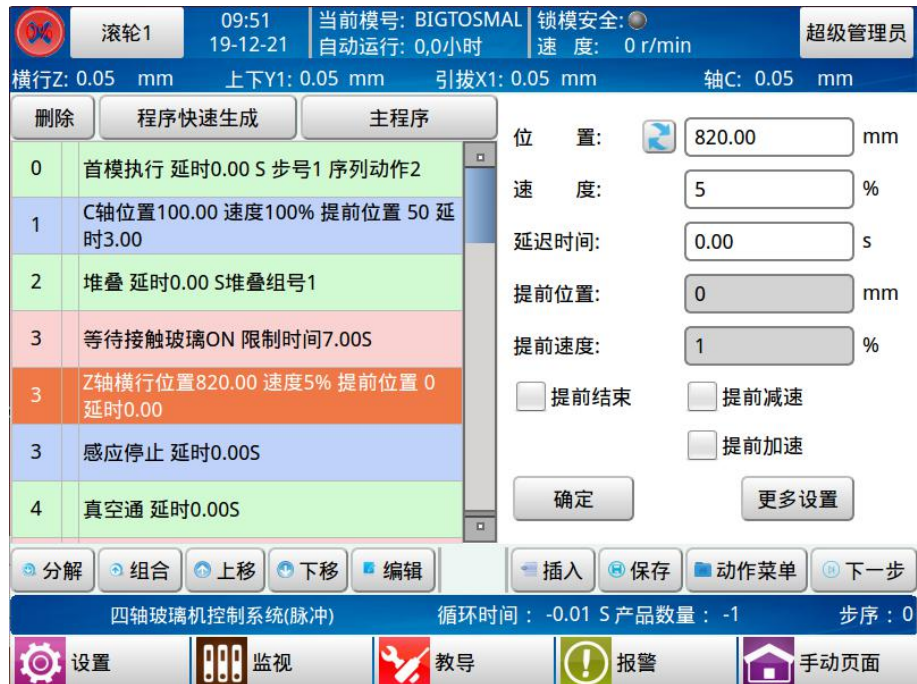 滚轮1
09:51
19-12-21
当前模号: BIGTOSMAL
自动运行: 0,0小时
锁模安全:
速 度: 0 r/min
超级管理员
横行Z: 0.05 mm 上下Y1: 0.05 mm 引拔X1: 0.05 mm 轴C: 0.05 mm
删除 程序快速生成 主程序
0 首模执行 延时0.00 S 步号1 序列动作2
1 C轴位置100.00 速度100% 提前位置 50 延
时3.00
2 堆叠 延时0.00 S堆叠组号1
3 等待接触玻璃ON 限制时间7.00S
3 Z轴横行位置820.00 速度5% 提前位置 0
延时0.00
3 感应停止 延时0.00S
4 真空通 延时0.00S
位 置: 820.00 mm
速 度: 5 %
延迟时间: 0.00 s
提前位置: 0 mm
提前速度: 1 %
提前结束 提前减速
提前加速
确定 更多设置
分解 组合 上移 下移 编辑 插入 保存 动作菜单 下一步
四轴玻璃机控制系统(脉冲) 循环时间： -0.01 S 产品数量： -1 步序：0
设置 监视 教导 报警 手动页面